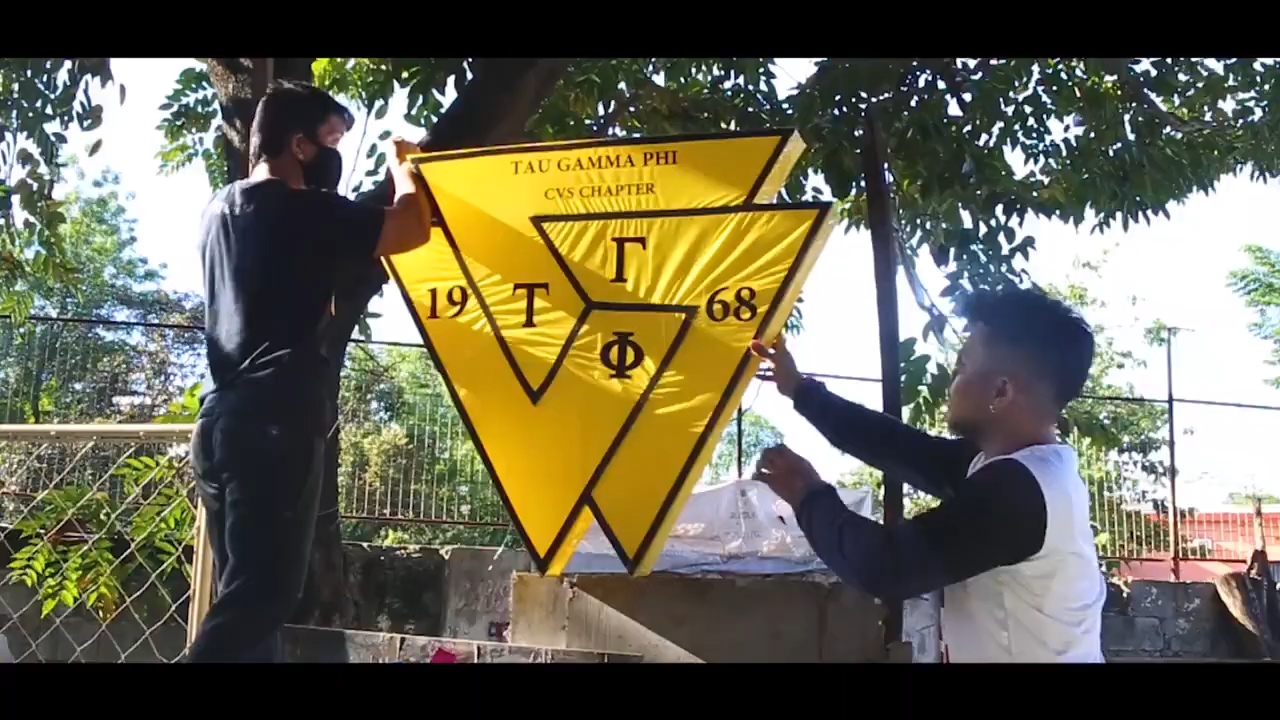 TAU GAMMA PHI
CVS CHAPTER
Γ
19 T 68
Φ